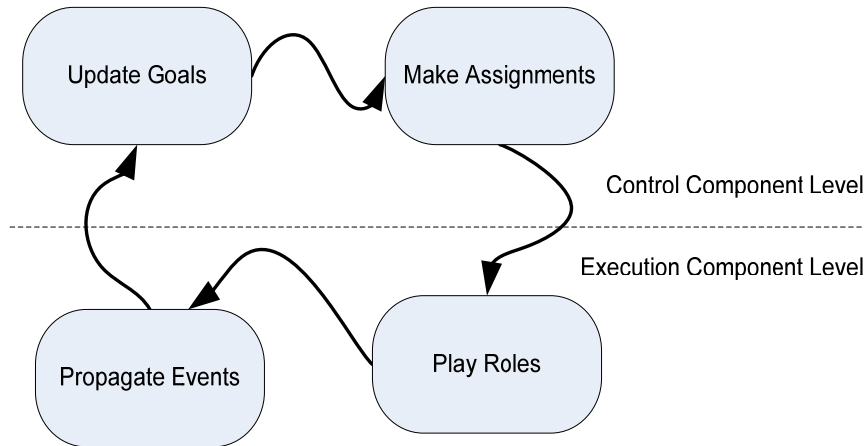 Update Goals
Make Assignments
Control Component Level
Execution Component Level
Propagate Events
Play Roles